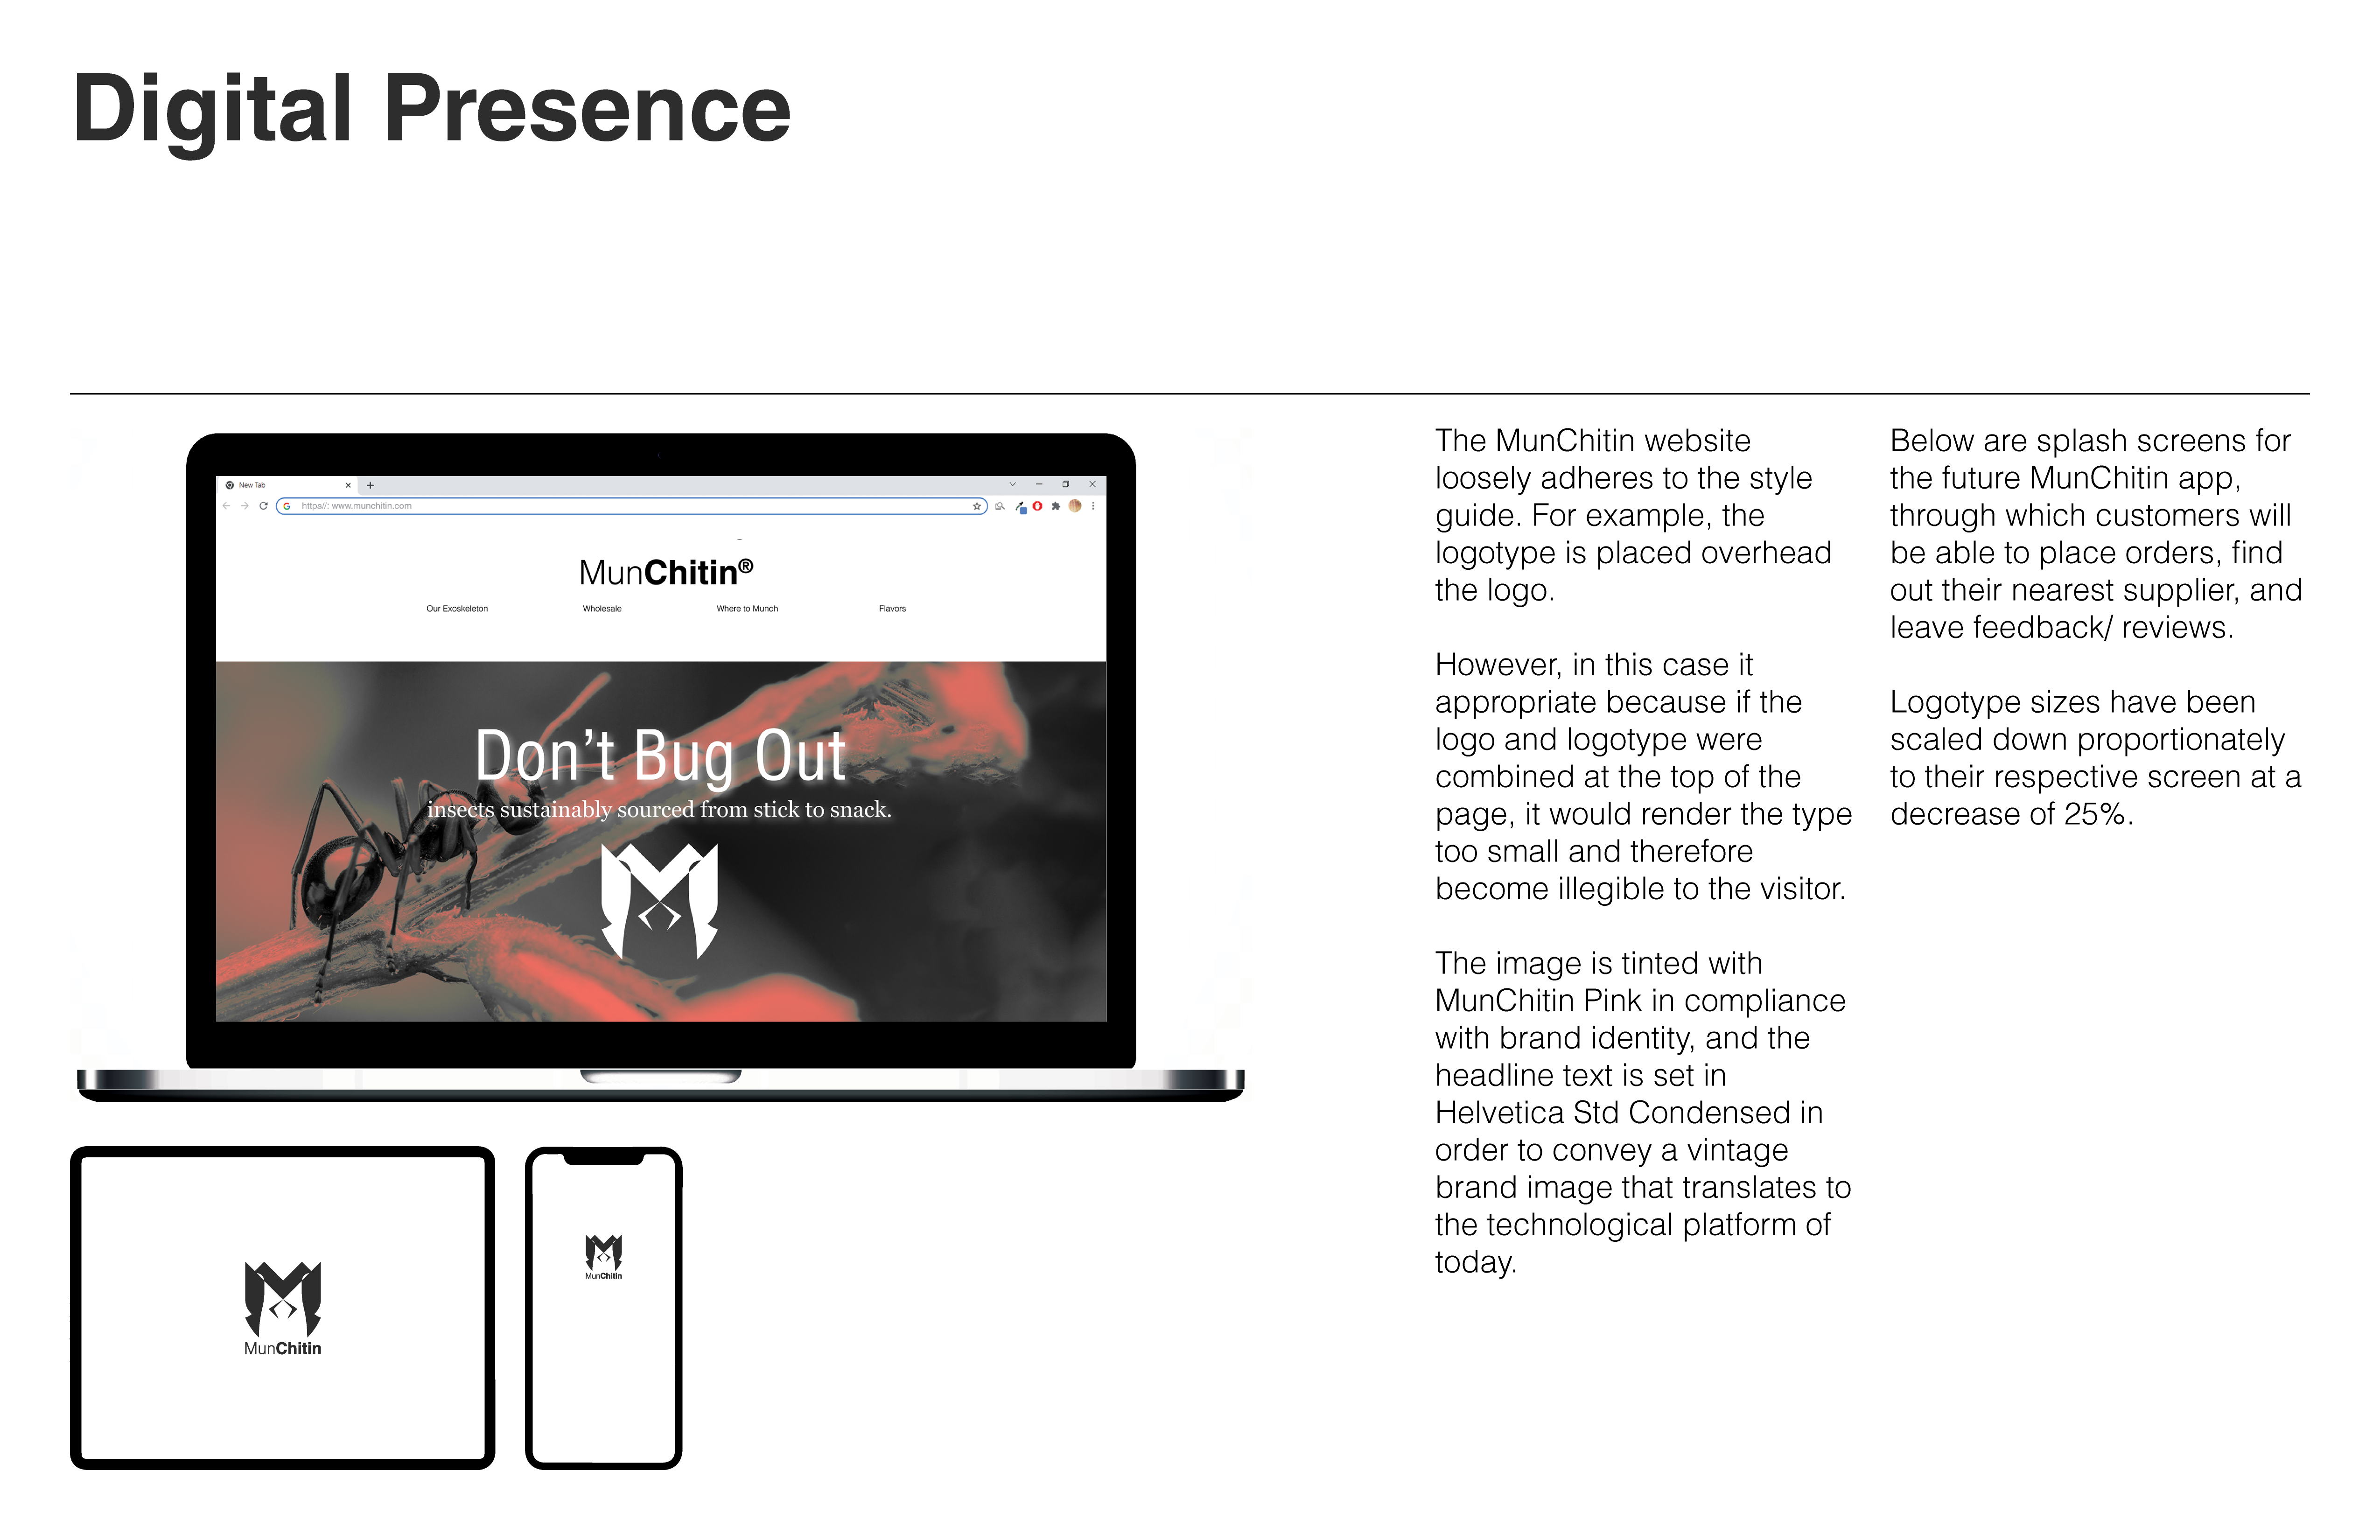 Digital Presence
New Tab
https//: www.munchitin.com
MunChitin®
Our Exoskeleton Wholesale Where to Munch Flavors
Don’t Bug Out
insects sustainably sourced from stick to snack.
MunChitin
MunChitin
The MunChitin website
loosely adheres to the style
guide. For example, the
logotype is placed overhead
the logo.
However, in this case it
appropriate because if the
logo and logotype were
combined at the top of the
page, it would render the type
too small and therefore
become illegible to the visitor.
The image is tinted with
MunChitin Pink in compliance
with brand identity, and the
headline text is set in
Helvetica Std Condensed in
order to convey a vintage
brand image that translates to
the technological platform of
today.
Below are splash screens for
the future MunChitin app,
through which customers will
be able to place orders, find
out their nearest supplier, and
leave feedback/ reviews.
Logotype sizes have been
scaled down proportionately
to their respective screen at a
decrease of 25%.